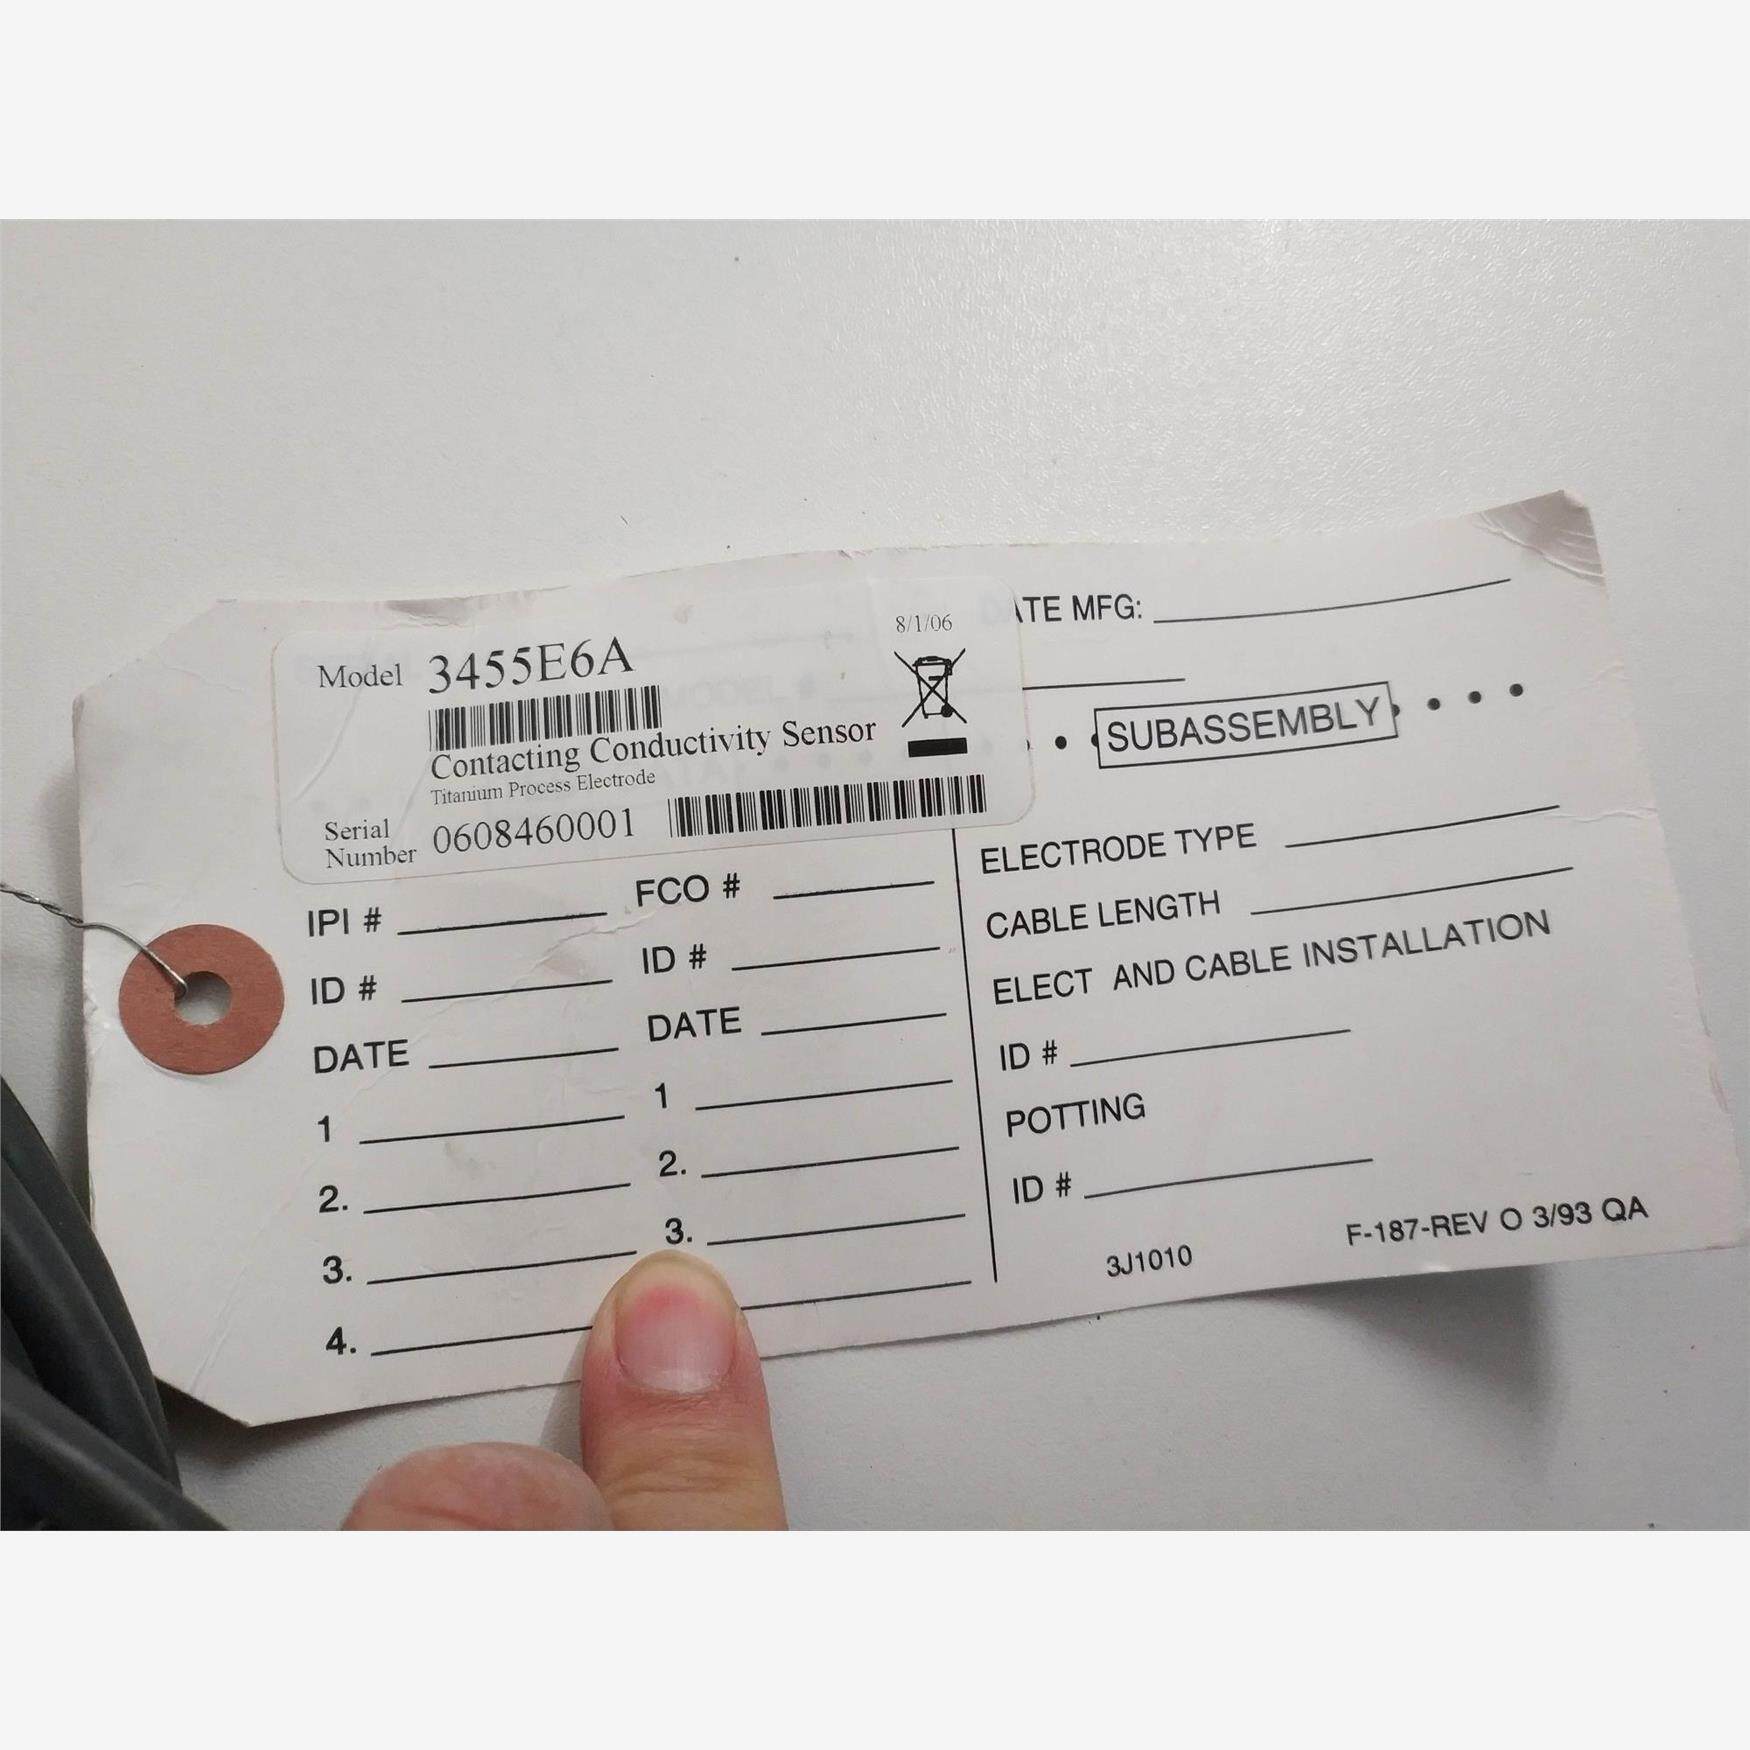 Model 3455E6A
8/1/06
Contacting Conductivity Sensor
Titanium Process Electrode
Serial Number 0608460001
ATE MFG:
SUBASSEMBLY
IPI #
ID #
DATE
1
2.
3.
4.
FCO #
ID #
DATE
1
2.
3.
ELECTRODE TYPE
CABLE LENGTH
ELECT AND CABLE INSTALLATION
ID #
POTTING
ID #
3J1010
F-187-REV O 3/93 QA